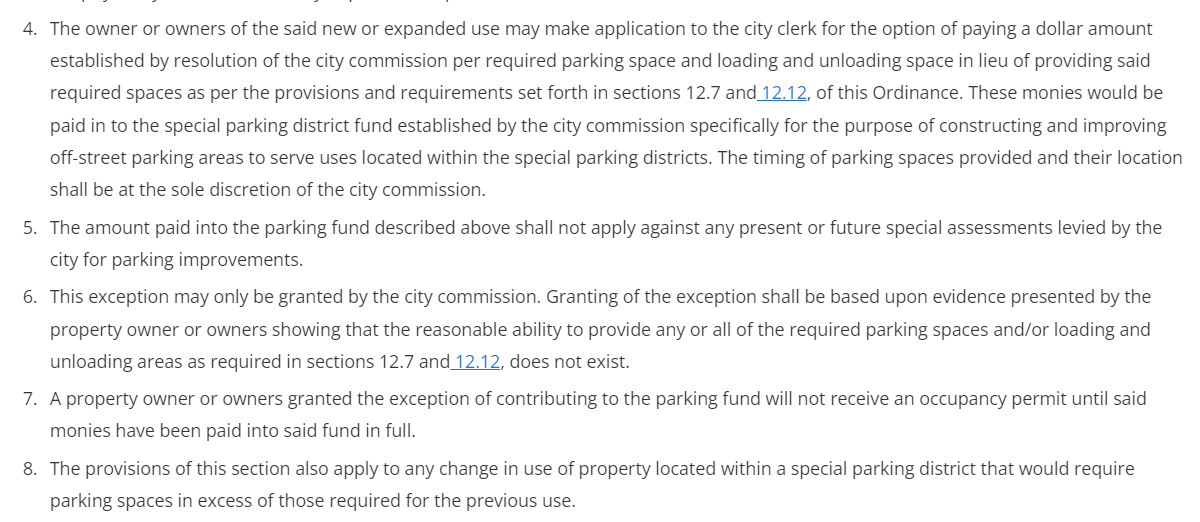 4. The owner or owners of the said new or expanded use may make application to the city clerk for the option of paying a dollar amount
established by resolution of the city commission per required parking space and loading and unloading space in lieu of providing said
required spaces as per the provisions and requirements set forth in sections 12.7 and 12.12, of this Ordinance. These monies would be
paid in to the special parking district fund established by the city commission specifically for the purpose of constructing and improving
off-street parking areas to serve uses located within the special parking districts. The timing of parking spaces provided and their location
shall be at the sole discretion of the city commission.
5. The amount paid into the parking fund described above shall not apply against any present or future special assessments levied by the
city for parking improvements.
6. This exception may only be granted by the city commission. Granting of the exception shall be based upon evidence presented by the
property owner or owners showing that the reasonable ability to provide any or all of the required parking spaces and/or loading and
unloading areas as required in sections 12.7 and 12.12, does not exist.
7. A property owner or owners granted the exception of contributing to the parking fund will not receive an occupancy permit until said
monies have been paid into said fund in full.
8. The provisions of this section also apply to any change in use of property located within a special parking district that would require
parking spaces in excess of those required for the previous use.